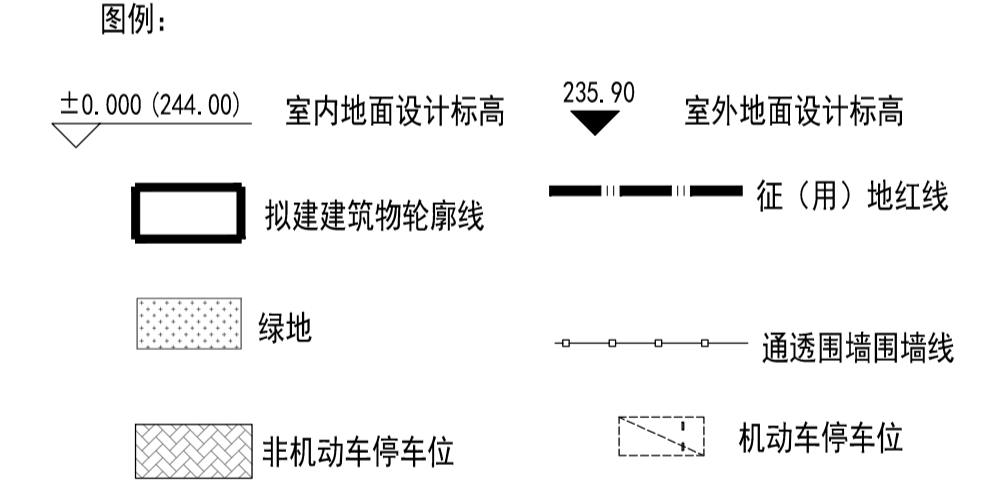 图例：
±0.000(244.00)
室内地面设计标高
235.90
室外地面设计标高
拟建建筑物轮廓线
征（用）地红线
绿地
通透围墙围墙线
非机动车停车位
机动车停车位